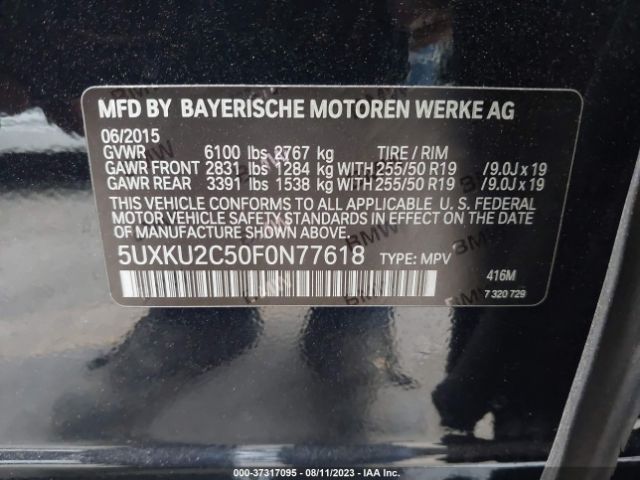 MFD BY BAYERISCHE MOTOREN WERKE AG
06/2015
GVWR 6100 lbs 2767 kg TIRE / RIM
GAWR FRONT 2831 lbs 1284 kg WITH 255/50 R19 /9.0J x 19
GAWR REAR 3391 lbs 1538 kg WITH 255/50 R19 /9.0J x 19
THIS VEHICLE CONFORMS TO ALL APPLICABLE U. S. FEDERAL
MOTOR VEHICLE SAFETY STANDARDS IN EFFECT ON THE DATE
OF MANUFACTURE SHOWN ABOVE.
5UXKU2C50F0N77618 TYPE: MPV
416M
7 320 729
BMW
000-37317095 - 08/11/2023 - IAA Inc.